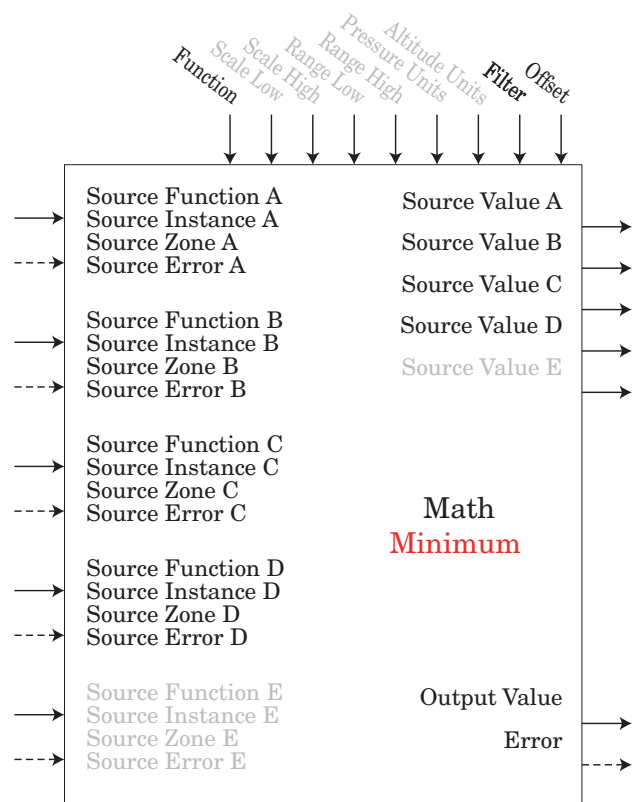 Function
Scale Low
Scale High
Range Low
Range High
Pressure Units
Altitude Units
Filter
Offset
Source Function A
Source Instance A
Source Zone A
Source Error A
Source Function B
Source Instance B
Source Zone B
Source Error B
Source Function C
Source Instance C
Source Zone C
Source Error C
Source Function D
Source Instance D
Source Zone D
Source Error D
Source Function E
Source Instance E
Source Zone E
Source Error E
Source Value A
Source Value B
Source Value C
Source Value D
Source Value E
Math
Minimum
Output Value
Error